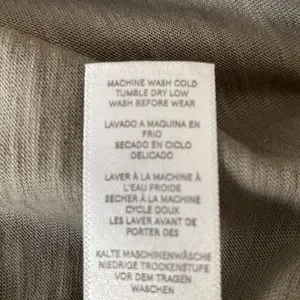 MACHINE WASH COLD
TUMBLE DRY LOW
WASH BEFORE WEAR
LAVADO A MAQUINA EN
FRIO
SECADO EN CICLO
DELICADO
LAVER À LA MACHINE À
L'EAU FROIDE
SÉCHER À LA MACHINE
CYCLE DOUX
LES LAVER AVANT DE
PORTER DES
KALTE MASCHINENWÄSCHE
NIEDRIGE TROCKENSTUFE
VOR DEM TRAGEN
WASCHEN